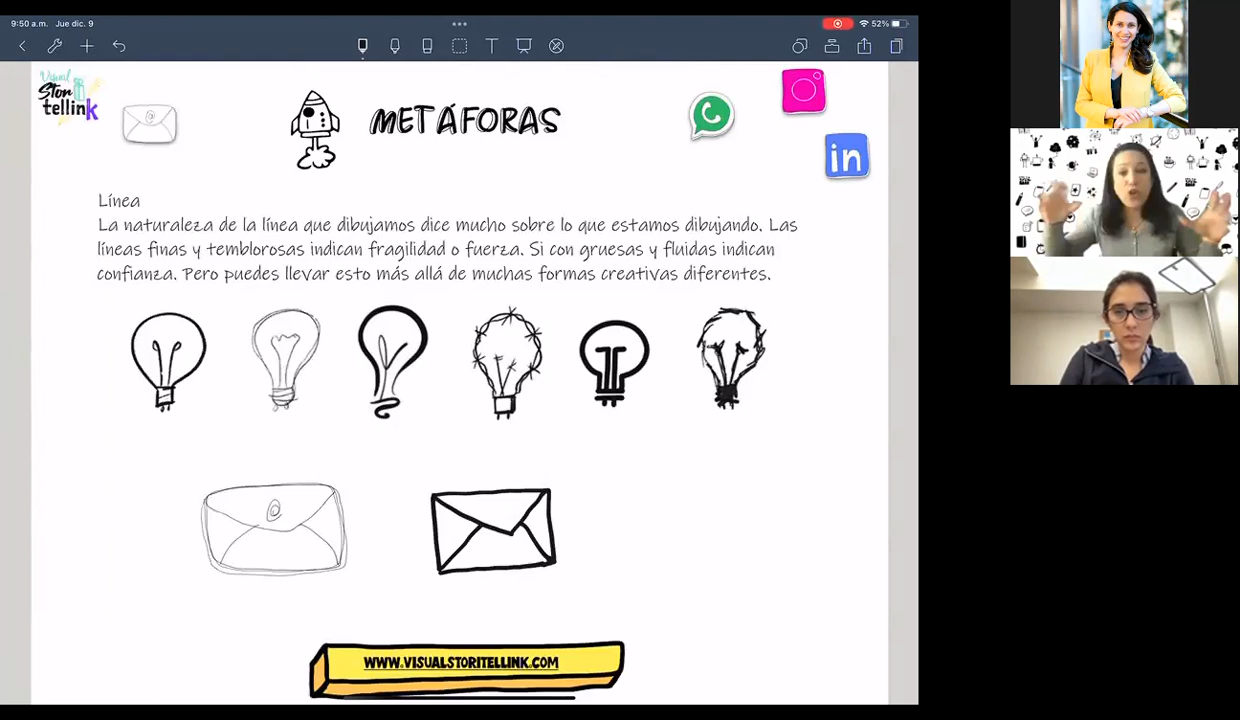 9:50 a.m. Jue dic. 9
52%
Visual
Stori
tellink
METÁFORAS
in
Línea
La naturaleza de la línea que dibujamos dice mucho sobre lo que estamos dibujando. Las
líneas finas y temblorosas indican fragilidad o fuerza. Si con gruesas y fluidas indican
confianza. Pero puedes llevar esto más allá de muchas formas creativas diferentes.
WWW.VISUALSTORITELLINK.COM